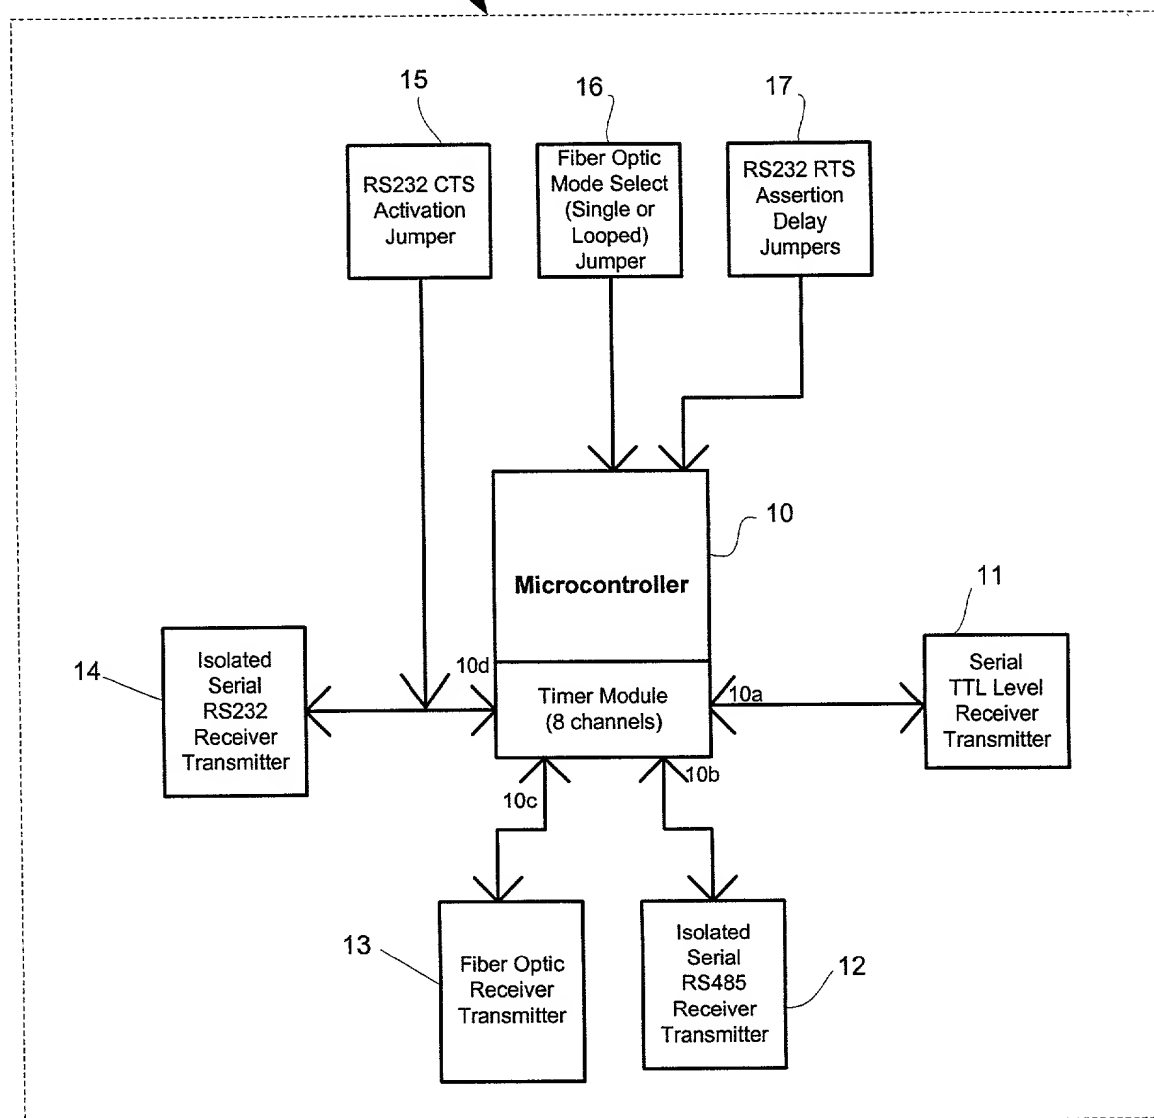 15
16
17
RS232 CTS
Activation
Jumper
Fiber Optic
Mode Select
(Single or
Looped)
Jumper
RS232 RTS
Assertion
Delay
Jumpers
10
Microcontroller
11
14
Isolated
Serial
RS232
Receiver
Transmitter
10d
Timer Module
(8 channels)
10a
Serial
TTL Level
Receiver
Transmitter
10c
10b
13
Fiber Optic
Receiver
Transmitter
Isolated
Serial
RS485
Receiver
Transmitter
12